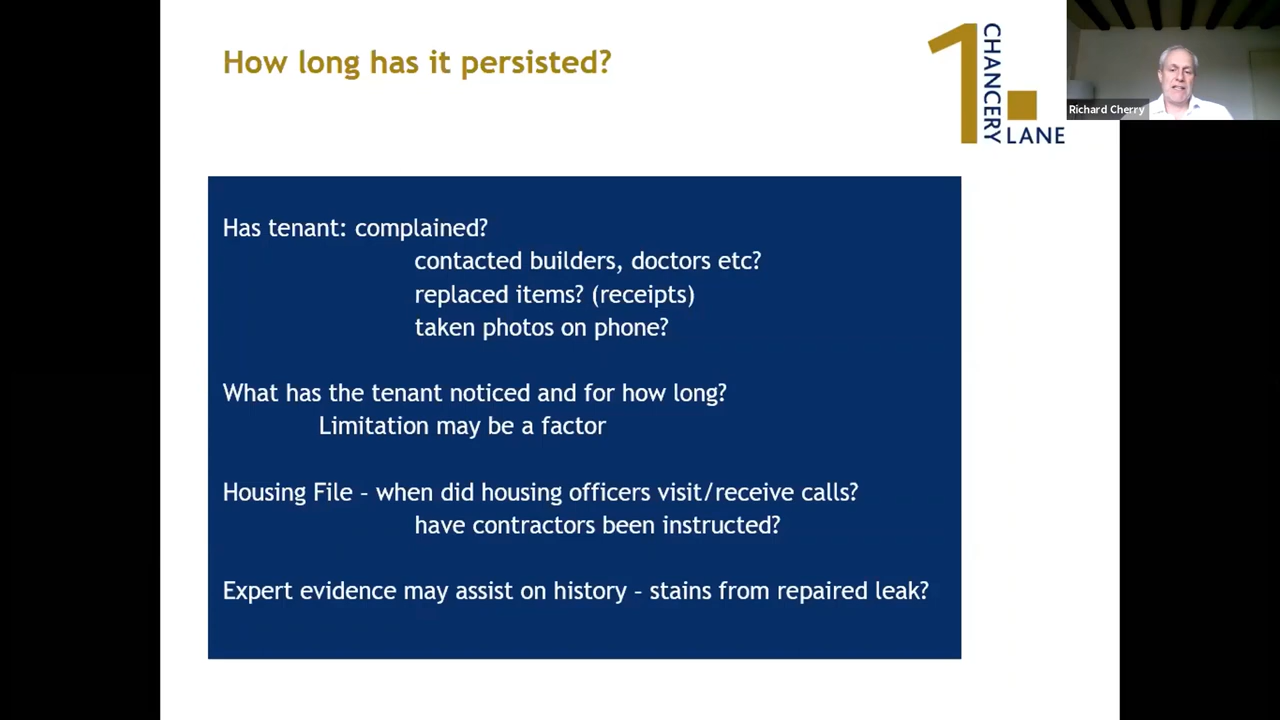 How long has it persisted?
1 CHANCERY LANE
Richard Cherry
Has tenant: complained?
contacted builders, doctors etc?
replaced items? (receipts)
taken photos on phone?
What has the tenant noticed and for how long?
Limitation may be a factor
Housing File – when did housing officers visit/receive calls?
have contractors been instructed?
Expert evidence may assist on history – stains from repaired leak?